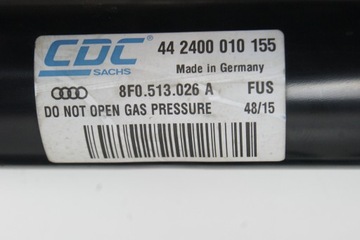 CDC 44 2400 010 155
SACHS Made in Germany
8F0.513.026 A FUS
DO NOT OPEN GAS PRESSURE 48/15